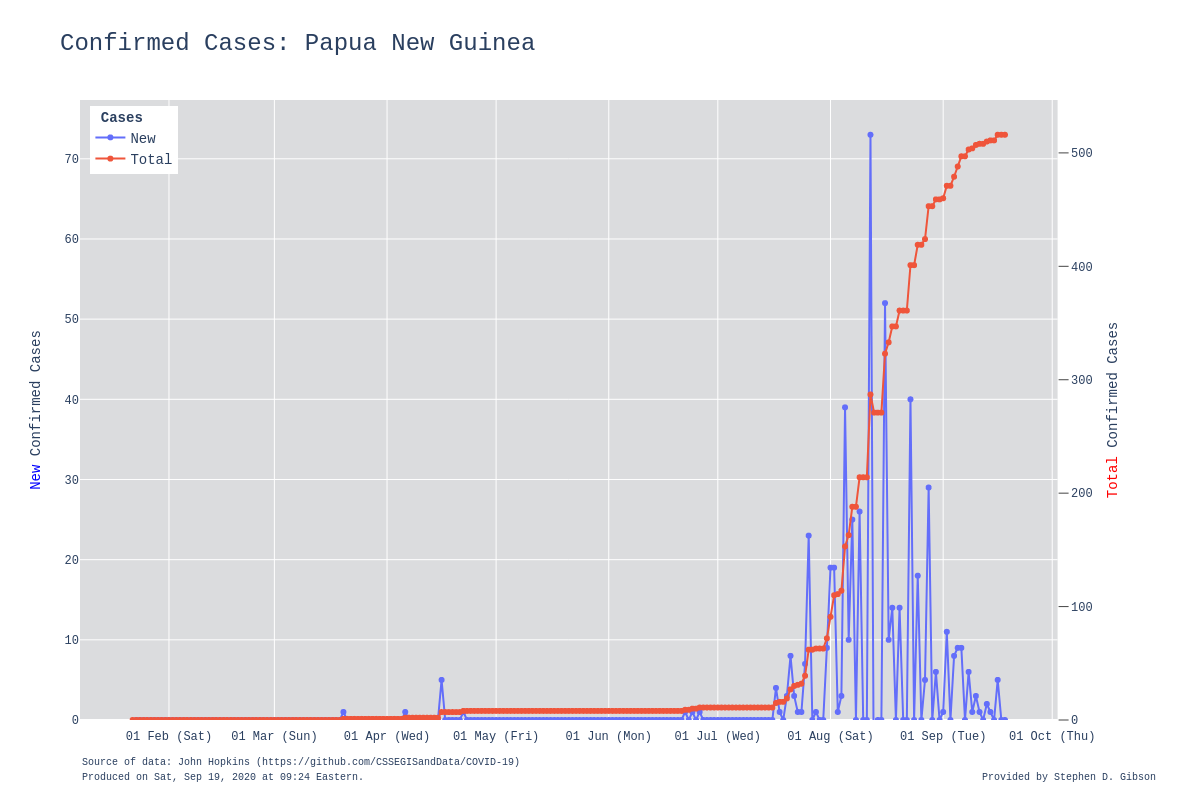 Confirmed Cases: Papua New Guinea
Cases
New
Total
70
60
50
40
30
20
10
0
New Confirmed Cases
500
400
300
200
100
0
Total Confirmed Cases
01 Feb (Sat) 01 Mar (Sun) 01 Apr (Wed) 01 May (Fri) 01 Jun (Mon) 01 Jul (Wed) 01 Aug (Sat) 01 Sep (Tue) 01 Oct (Thu)
Source of data: John Hopkins (https://github.com/CSSEGISandData/COVID-19)
Produced on Sat, Sep 19, 2020 at 09:24 Eastern.
Provided by Stephen D. Gibson